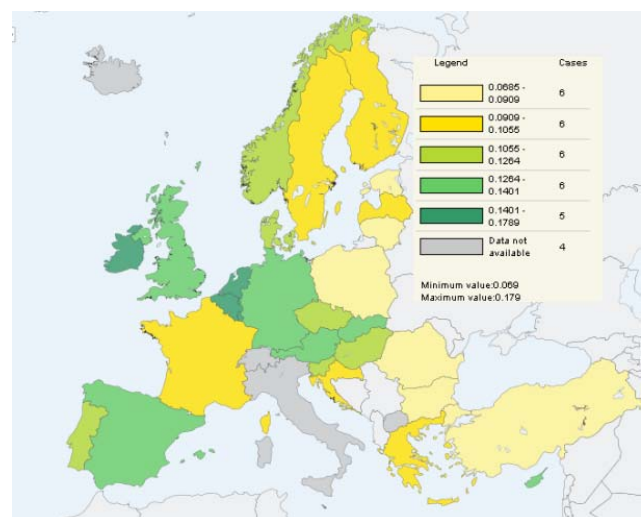 Legend Cases
0.0685 -
0.0909 6
0.0909 -
0.1055 6
0.1055 -
0.1264 6
0.1264 -
0.1401 6
0.1401 -
0.1789 5
Data not
available 4
Minimum value:0.069
Maximum value:0.179